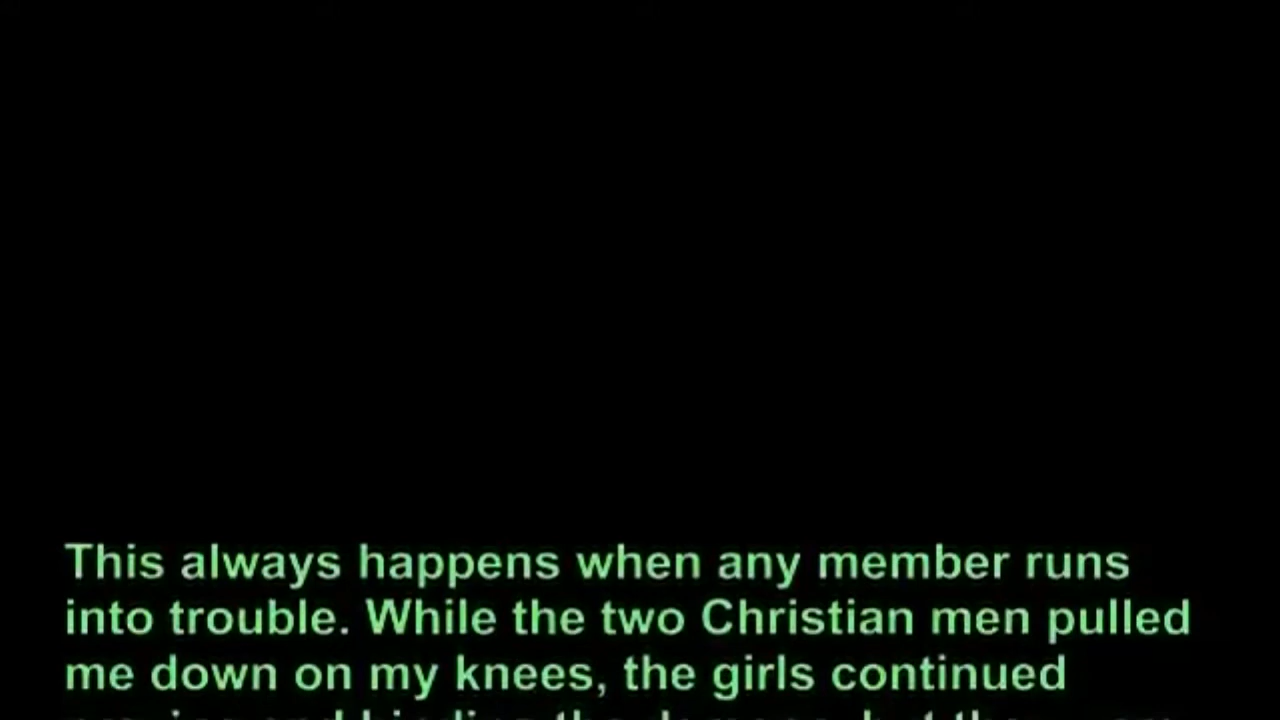 This always happens when any member runs
into trouble. While the two Christian men pulled
me down on my knees, the girls continued